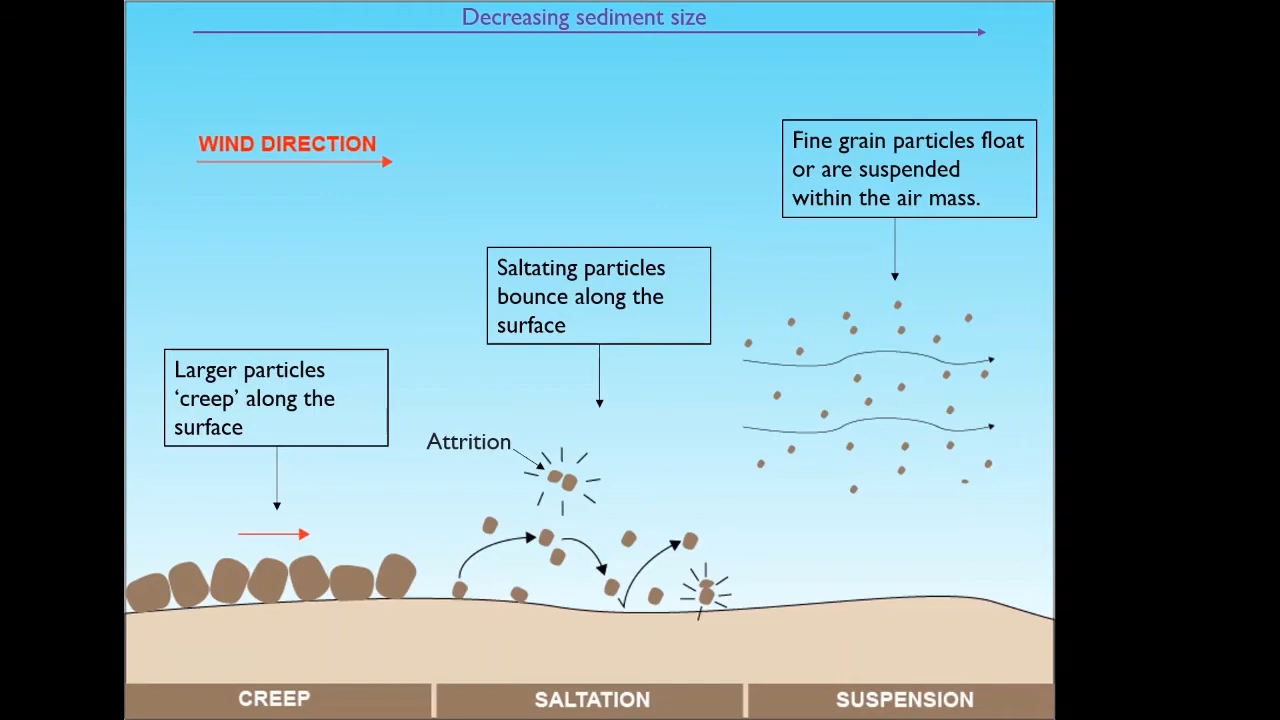 Decreasing sediment size
WIND DIRECTION
Fine grain particles float
or are suspended
within the air mass.
Saltating particles
bounce along the
surface
Larger particles
‘creep’ along the
surface
Attrition
CREEP
SALTATION
SUSPENSION